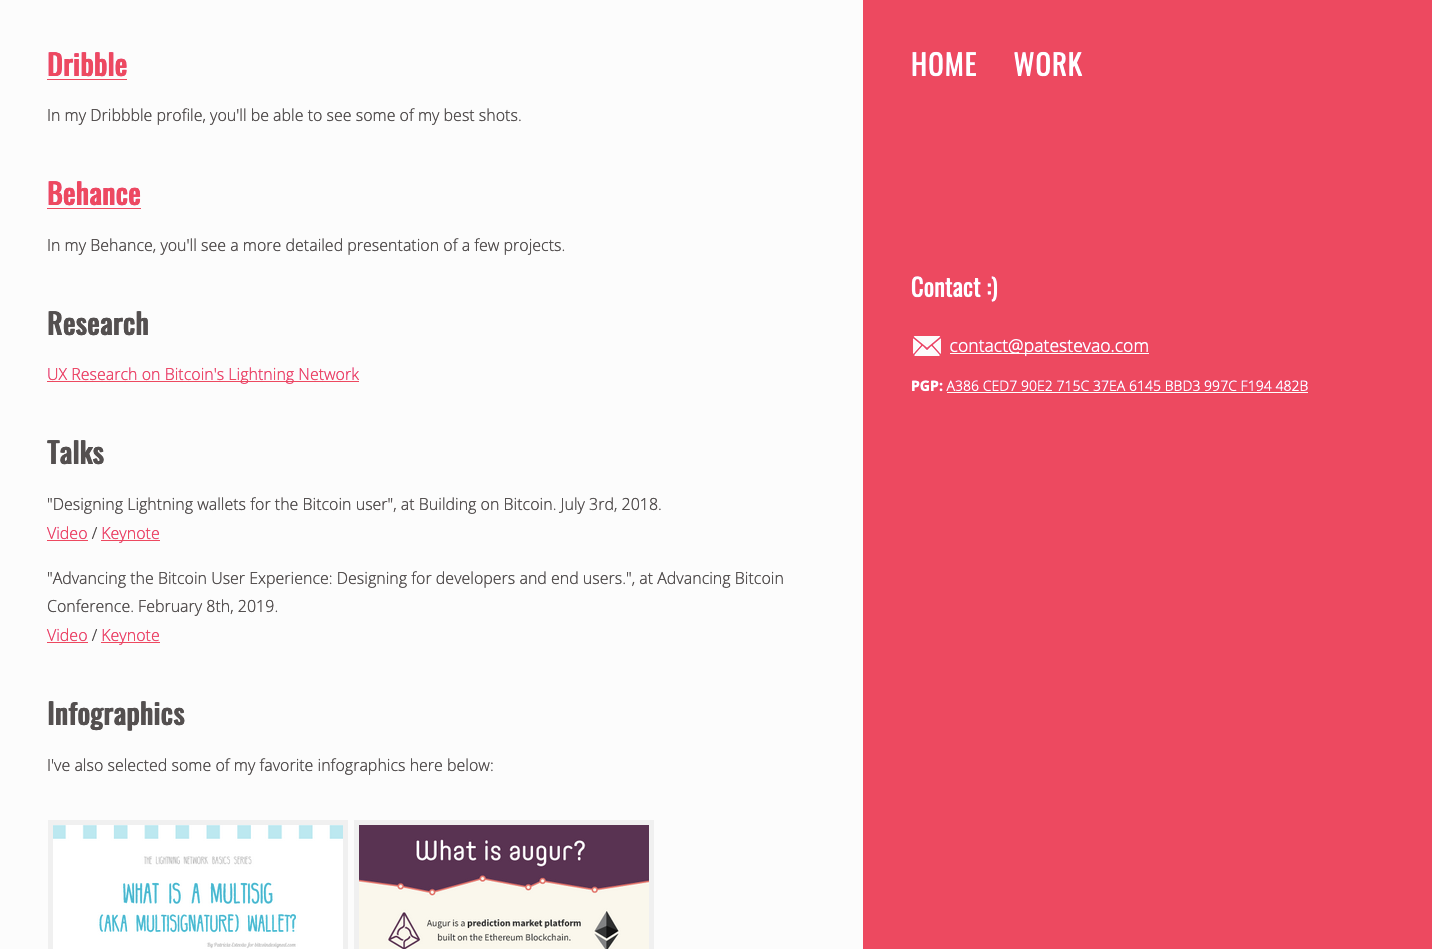 Dribble
In my Dribbble profile, you'll be able to see some of my best shots.
Behance
In my Behance, you'll see a more detailed presentation of a few projects.
Research
UX Research on Bitcoin's Lightning Network
Talks
"Designing Lightning wallets for the Bitcoin user", at Building on Bitcoin. July 3rd, 2018.
Video / Keynote
"Advancing the Bitcoin User Experience: Designing for developers and end users.", at Advancing Bitcoin
Conference. February 8th, 2019.
Video / Keynote
Infographics
I've also selected some of my favorite infographics here below:
THE LIGHTNING NETWORK BASICS SERIES
WHAT IS A MULTISIG
(AKA MULTISIGNATURE) WALLET?
What is augur?
Augur is a prediction market platform
built on the Ethereum Blockchain.
HOME WORK
Contact :)
contact@patestevao.com
PGP: A386 CED7 90E2 715C 37EA 6145 BBD3 997C F194 482B